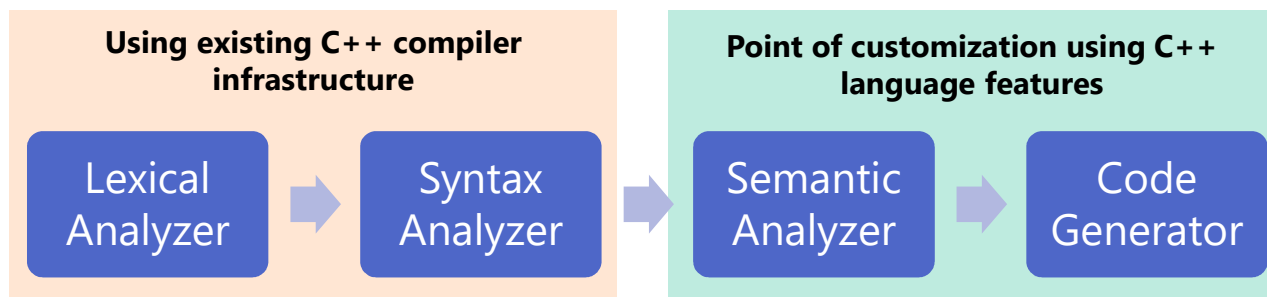 Using existing C++ compiler
infrastructure
Point of customization using C++
language features
Lexical
Analyzer
Syntax
Analyzer
Semantic
Analyzer
Code
Generator